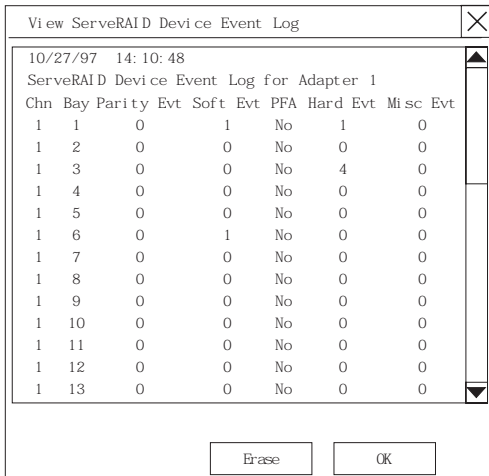 View ServeRAID Device Event Log
10/27/97 14:10:48
ServeRAID Device Event Log for Adapter 1
Chn Bay Parity Evt Soft Evt PFA Hard Evt Misc Evt
1 1 0 1 No 1 0
1 2 0 0 No 0 0
1 3 0 0 No 4 0
1 4 0 0 No 0 0
1 5 0 0 No 0 0
1 6 0 1 No 0 0
1 7 0 0 No 0 0
1 8 0 0 No 0 0
1 9 0 0 No 0 0
1 10 0 0 No 0 0
1 11 0 0 No 0 0
1 12 0 0 No 0 0
1 13 0 0 No 0 0
Erase OK